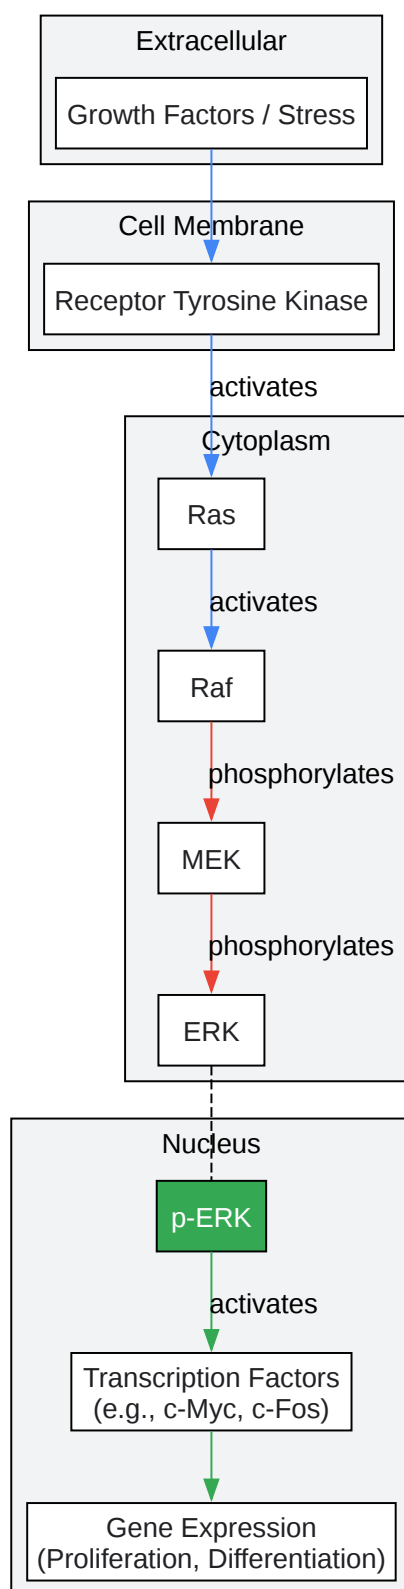 Extracellular
Growth Factors / Stress
Cell Membrane
Receptor Tyrosine Kinase
activates
Cytoplasm
Ras
activates
Raf
phosphorylates
MEK
phosphorylates
ERK
Nucleus
p-ERK
activates
Transcription Factors
(e.g., c-Myc, c-Fos)
Gene Expression
(Proliferation, Differentiation)